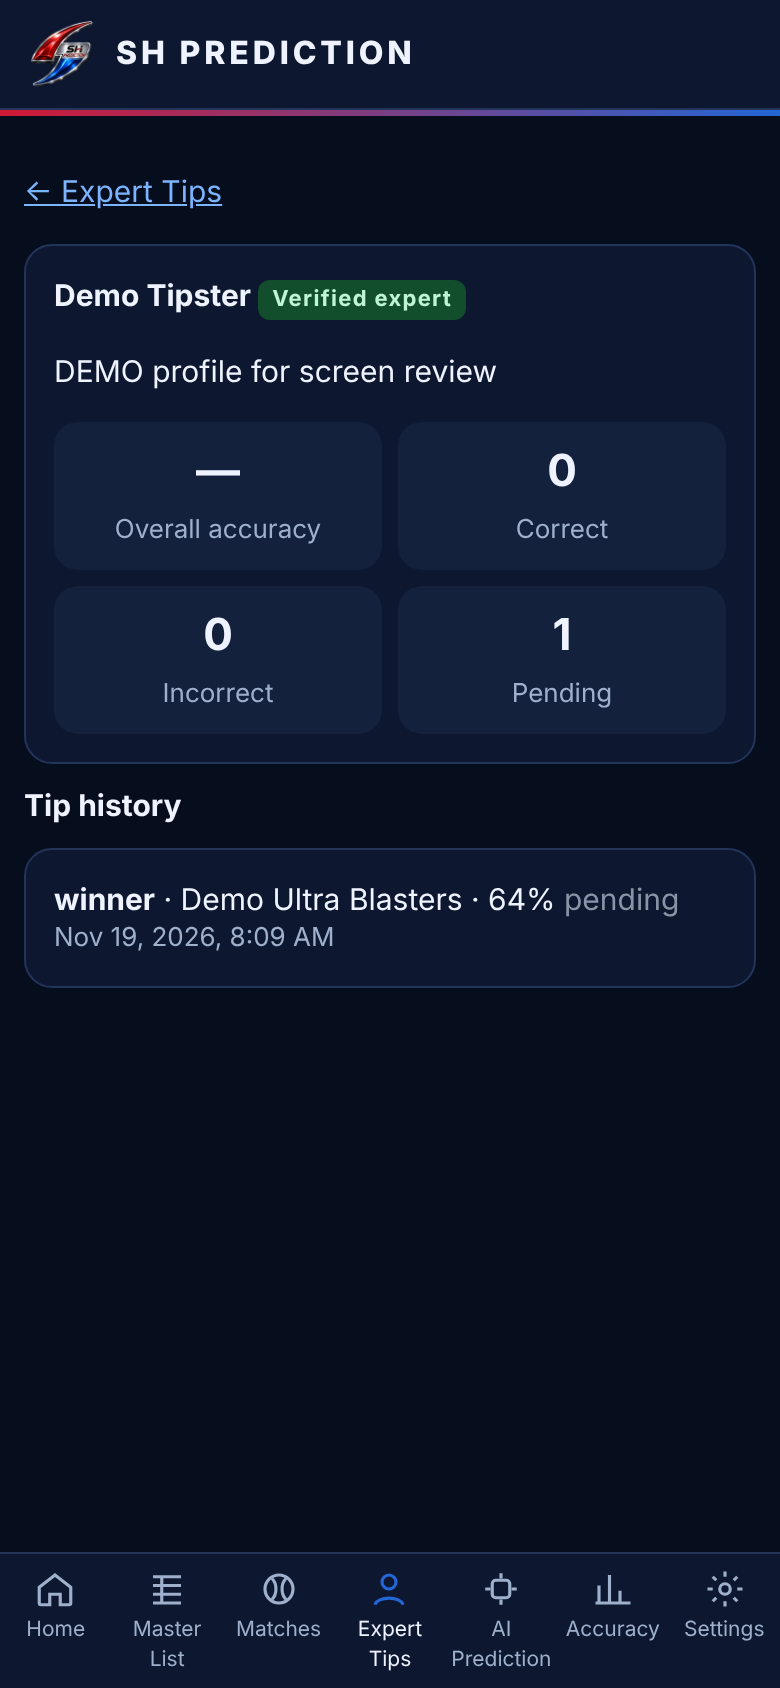 SH
SH PREDICTION
← Expert Tips
Demo Tipster Verified expert
DEMO profile for screen review
—
Overall accuracy
0
Correct
0
Incorrect
1
Pending
Tip history
winner · Demo Ultra Blasters · 64% pending
Nov 19, 2026, 8:09 AM
Home
Master
List
Matches
Expert
Tips
AI
Prediction
Accuracy
Settings